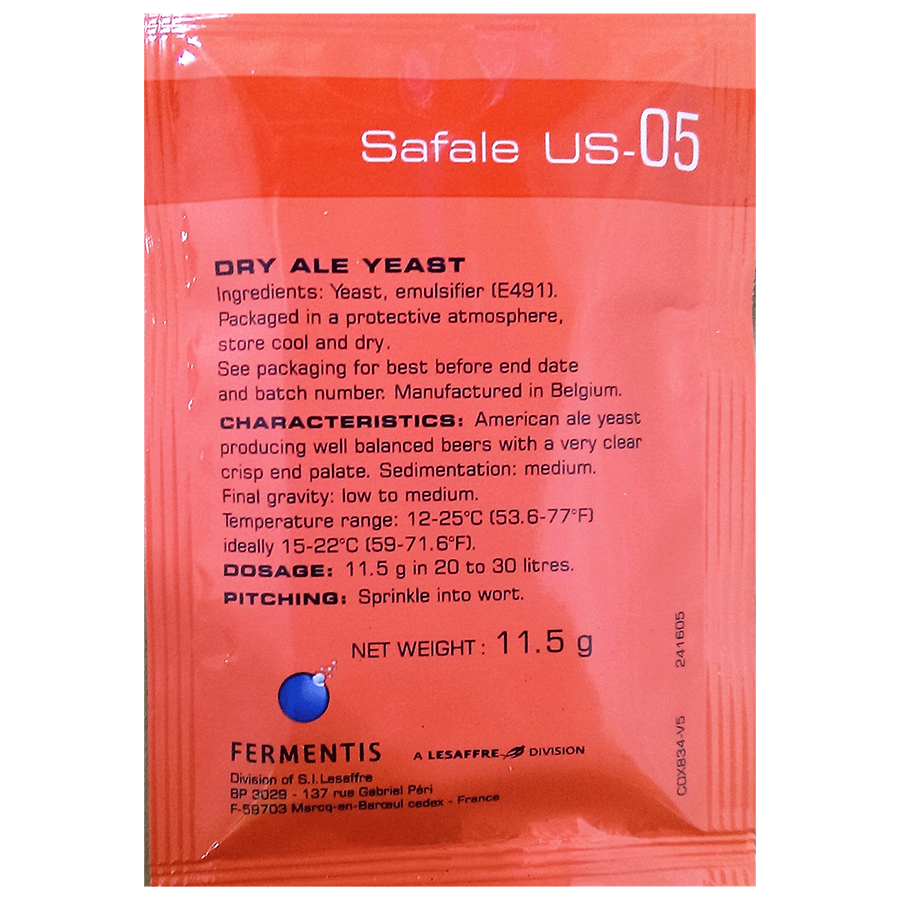 Safale US-05
DRY ALE YEAST
Ingredients: Yeast, emulsifier (E491).
Packaged in a protective atmosphere,
store cool and dry.
See packaging for best before end date
and batch number. Manufactured in Belgium.
CHARACTERISTICS: American ale yeast
producing well balanced beers with a very clear
crisp end palate. Sedimentation: medium.
Final gravity: low to medium.
Temperature range: 12-25°C (53.6-77°F)
ideally 15-22°C (59-71.6°F).
DOSAGE: 11.5 g in 20 to 30 litres.
PITCHING: Sprinkle into wort.
NET WEIGHT : 11.5 g
FERMENTIS
A LESAFFRE DIVISION
Division of S.I.Lesaffre
BP 3029 - 137 rue Gabriel Péri
F-59703 Marcq-en-Barœul cedex - France
COX834-V5 241605